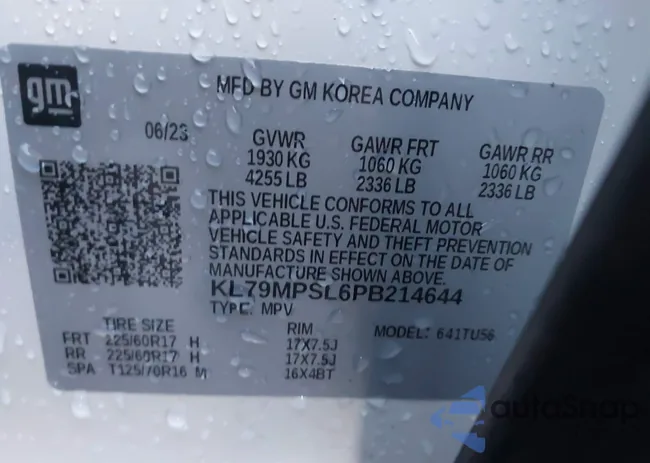 gm
MFD BY GM KOREA COMPANY
06/23 GVWR GAWR FRT GAWR RR
1930 KG 1060 KG 1060 KG
4255 LB 2336 LB 2336 LB
THIS VEHICLE CONFORMS TO ALL
APPLICABLE U.S. FEDERAL MOTOR
VEHICLE SAFETY AND THEFT PREVENTION
STANDARDS IN EFFECT ON THE DATE OF
MANUFACTURE SHOWN ABOVE.
KL79MPSL6PB214644
TYPE: MPV
TIRE SIZE RIM MODEL: 641TU56
FRT 225/60R17 H 17X7.5J
RR 225/60R17 H 17X7.5J
SPA T125/70R16 M 16X4BT
autoShop